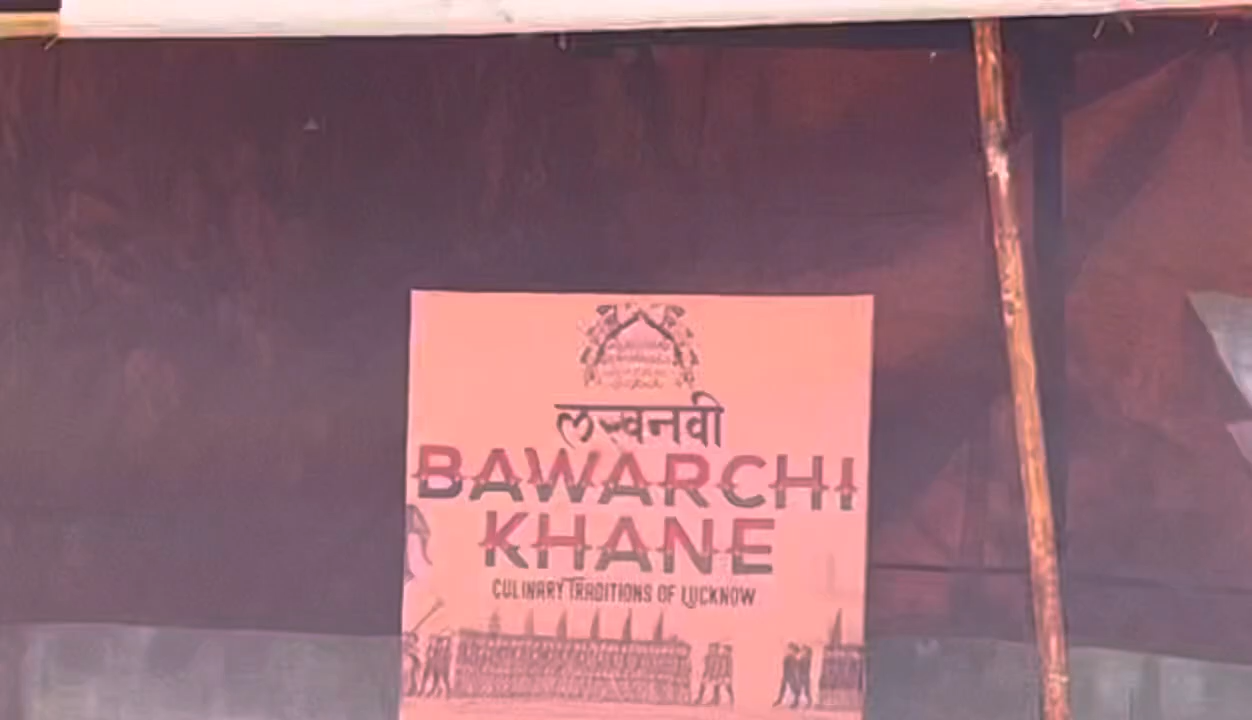 लखनवी
BAWARCHI
KHANE
CULINARY TRADITIONS OF LUCKNOW